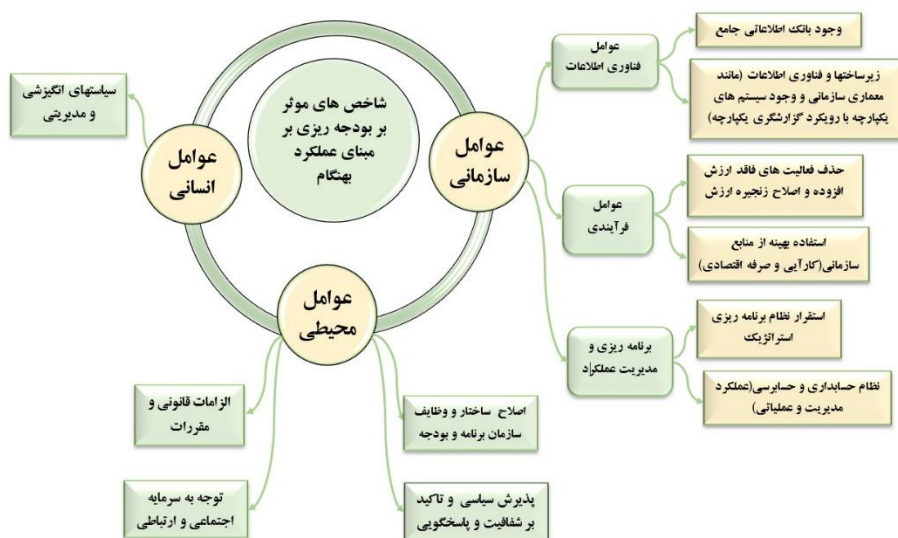 شاخص های موثر
بر بودجه ریزی بر
مبنای عملکرد
بهنگام
عوامل
سازمانی
عوامل
فناوری اطلاعات
وجود بانک اطلاعاتی جامع
زیرساختها و فناوری اطلاعات (مانند
معماری سازمانی و وجود سیستم های
یکپارچه با رویکرد گزارشگری یکپارچه)
عوامل
فرآیندی
حذف فعالیت های فاقد ارزش
افزوده و اصلاح زنجیره ارزش
استفاده بهینه از منابع
سازمانی(کارآیی و صرفه اقتصادی)
برنامه ریزی و
مدیریت عملکرد
استقرار نظام برنامه ریزی
استراتژیک
نظام حسابداری و حسابرسی(عملکرد
مدیریت و عملیاتی)
عوامل
محیطی
اصلاح ساختار و وظایف
سازمان برنامه و بودجه
پذیرش سیاسی و تاکید
بر شفافیت و پاسخگویی
الزامات قانونی و
مقررات
توجه به سرمایه
اجتماعی و ارتباطی
عوامل
انسانی
سیاستهای انگیزشی
و مدیریتی